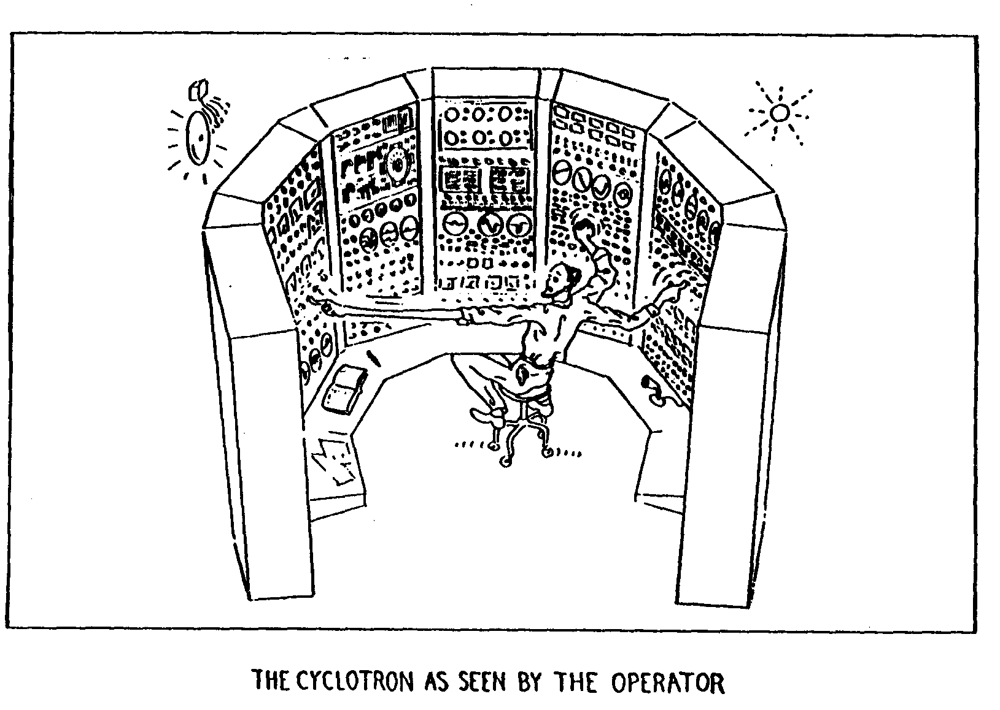 THE CYCLOTRON AS SEEN BY THE OPERATOR